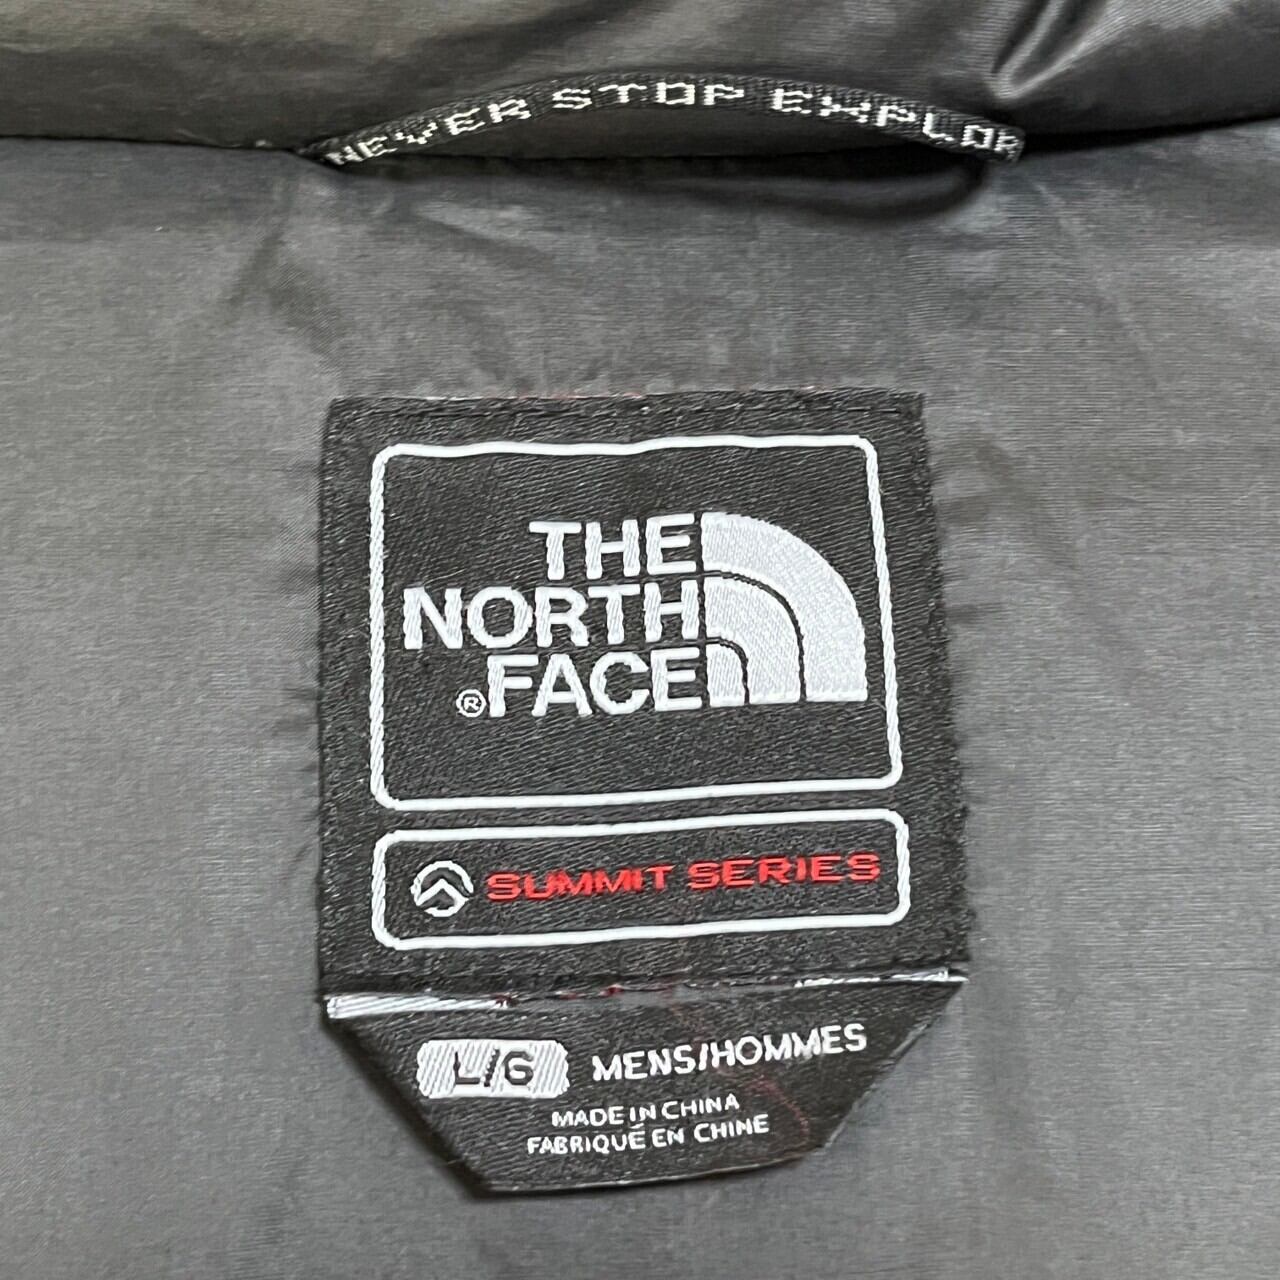 NEVER STOP EXPLOR
THE
NORTH
®FACE
SUMMIT SERIES
L/G MENS/HOMMES
MADE IN CHINA
FABRIQUÉ EN CHINE